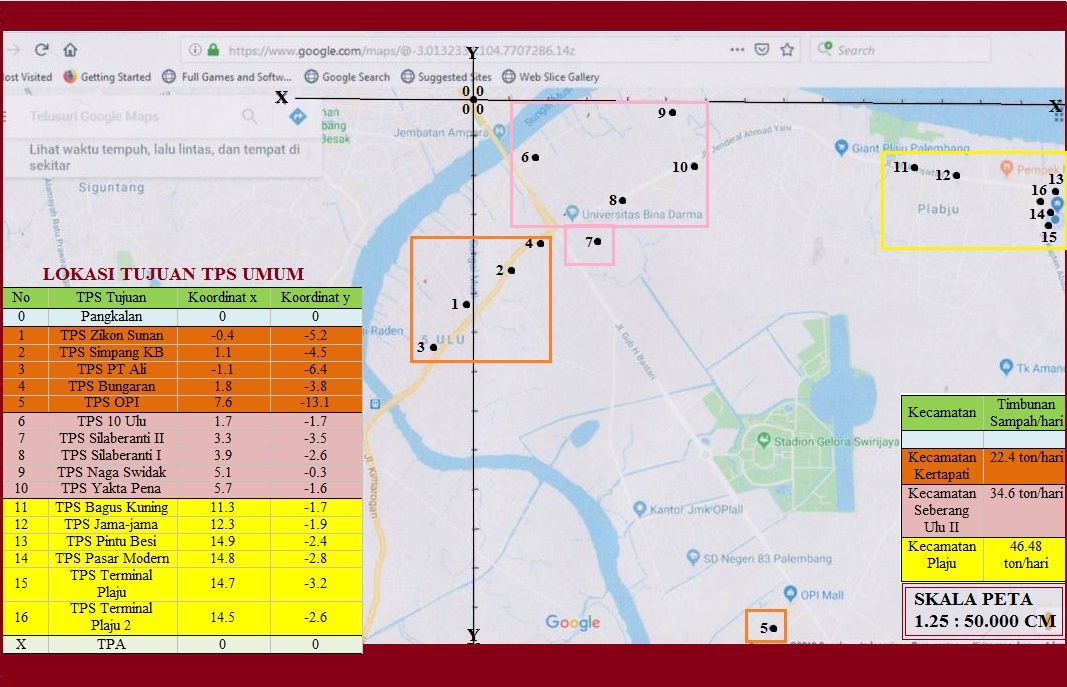 https://www.google.com/maps/@-3.013233
104.7707286.14z
Search
Y
ost Visited
Getting Started
Full Games and Softw...
Google Search
Suggested Sites
Web Slice Gallery
X
0 0
0 0
X
Telusuri Google Maps
Lihat waktu tempuh, lalu lintas, dan tempat di
sekitar
Siguntang
Jembatan Ampura
Jl. Jenderal Ahmad Yani
Giant Plaju Palembang
Pempek
Plabju
Universitas Bina Darma
9
6
10
8
7
11
12
13
16
14
15
4
2
1
3
5 ULU
Raden
Jl. Gub H Bastari
Tk Aman
Stadion Gelora Swirijaya
Kantor Jmk OPIall
SD Negeri 83 Palembang
OPI Mall
Google
5
Y
LOKASI TUJUAN TPS UMUM
No TPS Tujuan Koordinat x Koordinat y
0 Pangkalan 0 0
1 TPS Zikon Sunan -0.4 -5.2
2 TPS Simpang KB 1.1 -4.5
3 TPS PT Ali -1.1 -6.4
4 TPS Bungaran 1.8 -3.8
5 TPS OPI 7.6 -13.1
6 TPS 10 Ulu 1.7 -1.7
7 TPS Silaberanti II 3.3 -3.5
8 TPS Silaberanti I 3.9 -2.6
9 TPS Naga Swidak 5.1 -0.3
10 TPS Yakta Pena 5.7 -1.6
11 TPS Bagus Kuning 11.3 -1.7
12 TPS Jama-jama 12.3 -1.9
13 TPS Pintu Besi 14.9 -2.4
14 TPS Pasar Modern 14.8 -2.8
15 TPS Terminal Plaju 14.7 -3.2
16 TPS Terminal Plaju 2 14.5 -2.6
X TPA 0 0
Kecamatan Timbunan Sampah/hari
Kecamatan Kertapati 22.4 ton/hari
Kecamatan Seberang Ulu II 34.6 ton/hari
Kecamatan Plaju 46.48 ton/hari
SKALA PETA
1.25 : 50.000 CM